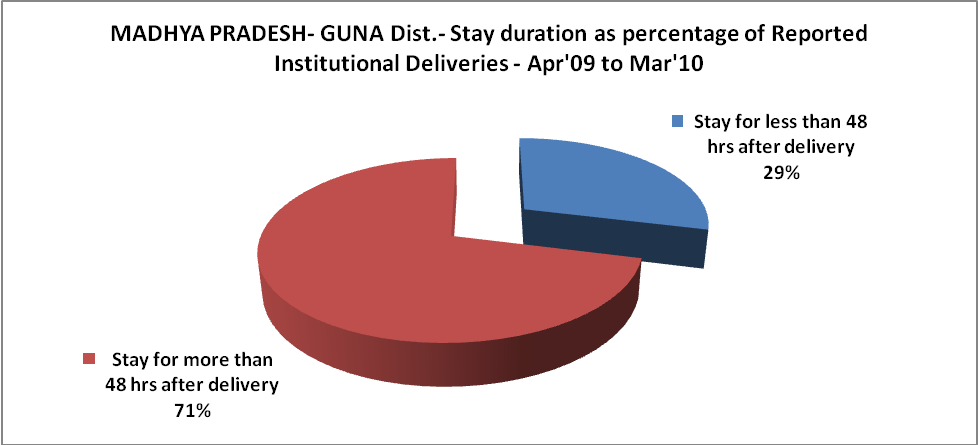 MADHYA PRADESH- GUNA Dist.- Stay duration as percentage of Reported
Institutional Deliveries - Apr'09 to Mar'10
Stay for less than 48
hrs after delivery
29%
Stay for more than
48 hrs after delivery
71%